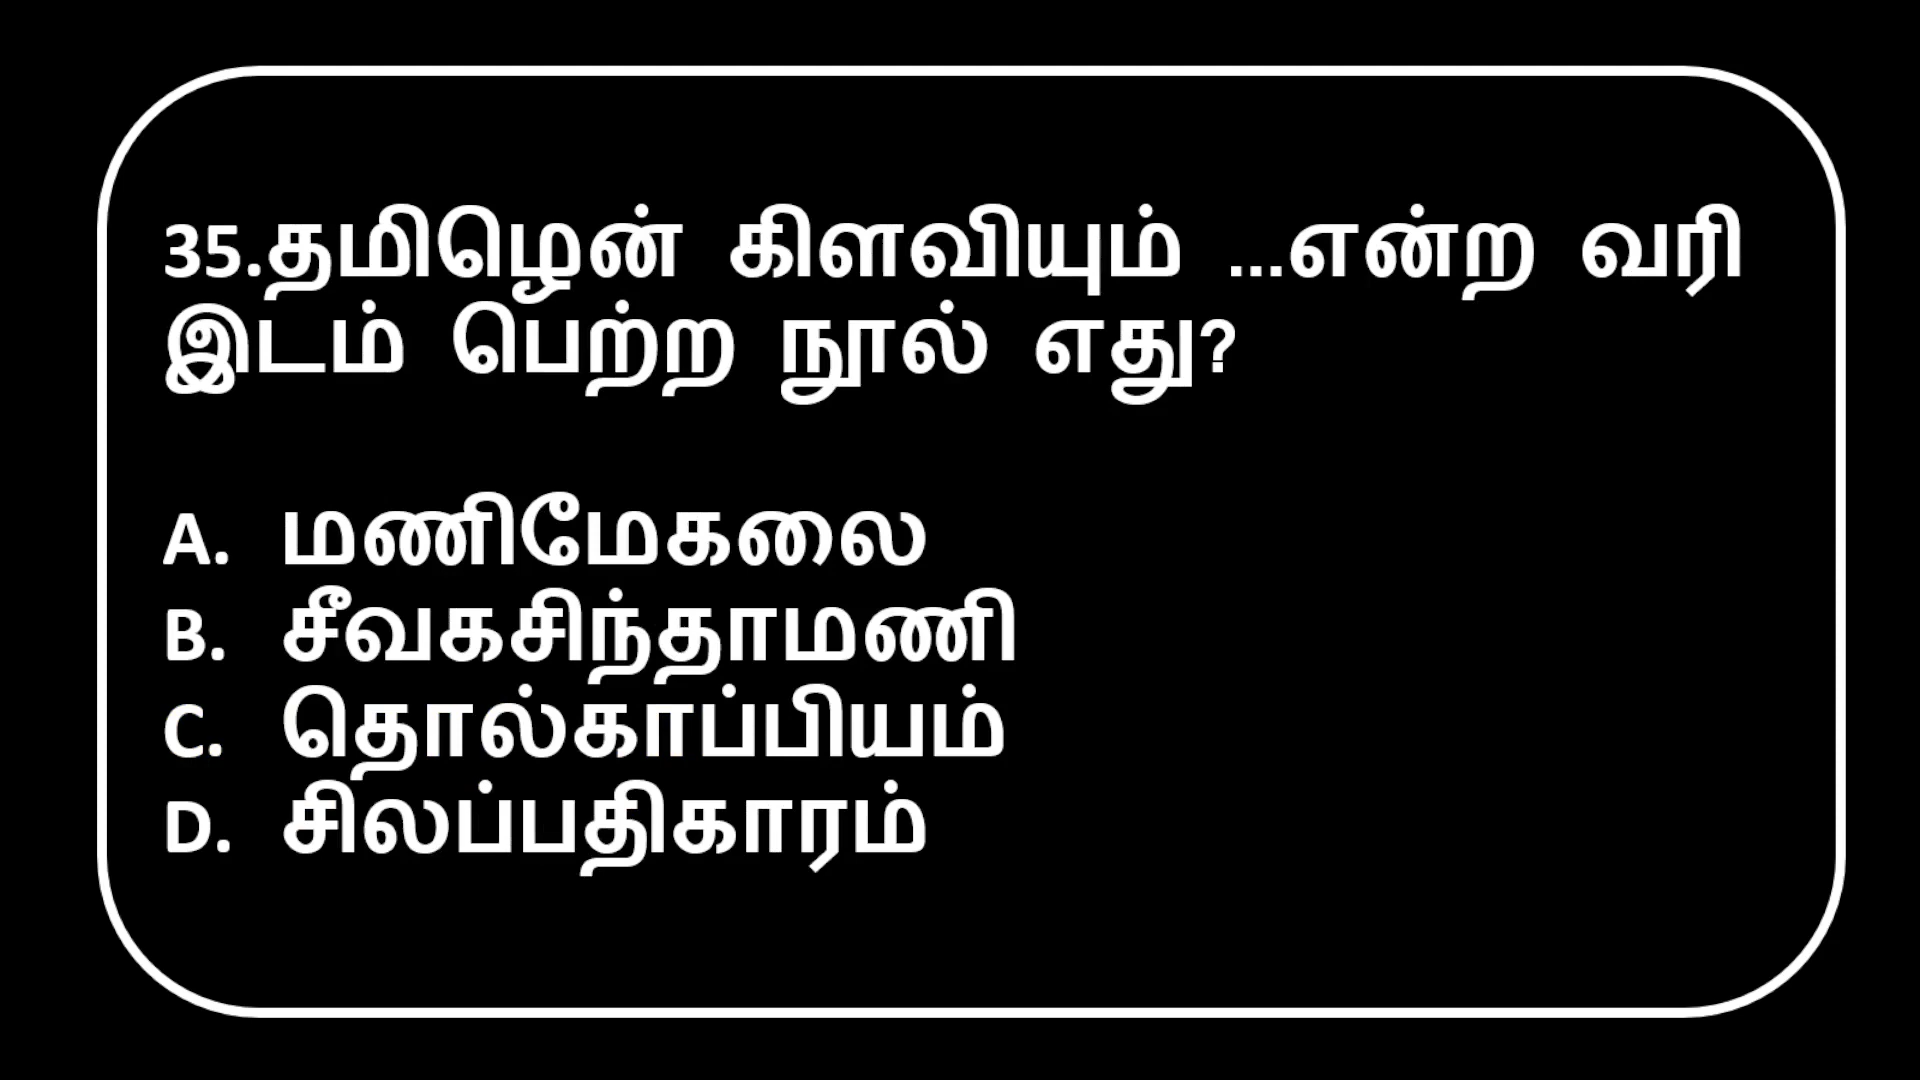 35.தமிழென் கிளவியும் ...என்ற வரி
இடம் பெற்ற நூல் எது?
A. மணிமேகலை
B. சீவகசிந்தாமணி
C. தொல்காப்பியம்
D. சிலப்பதிகாரம்